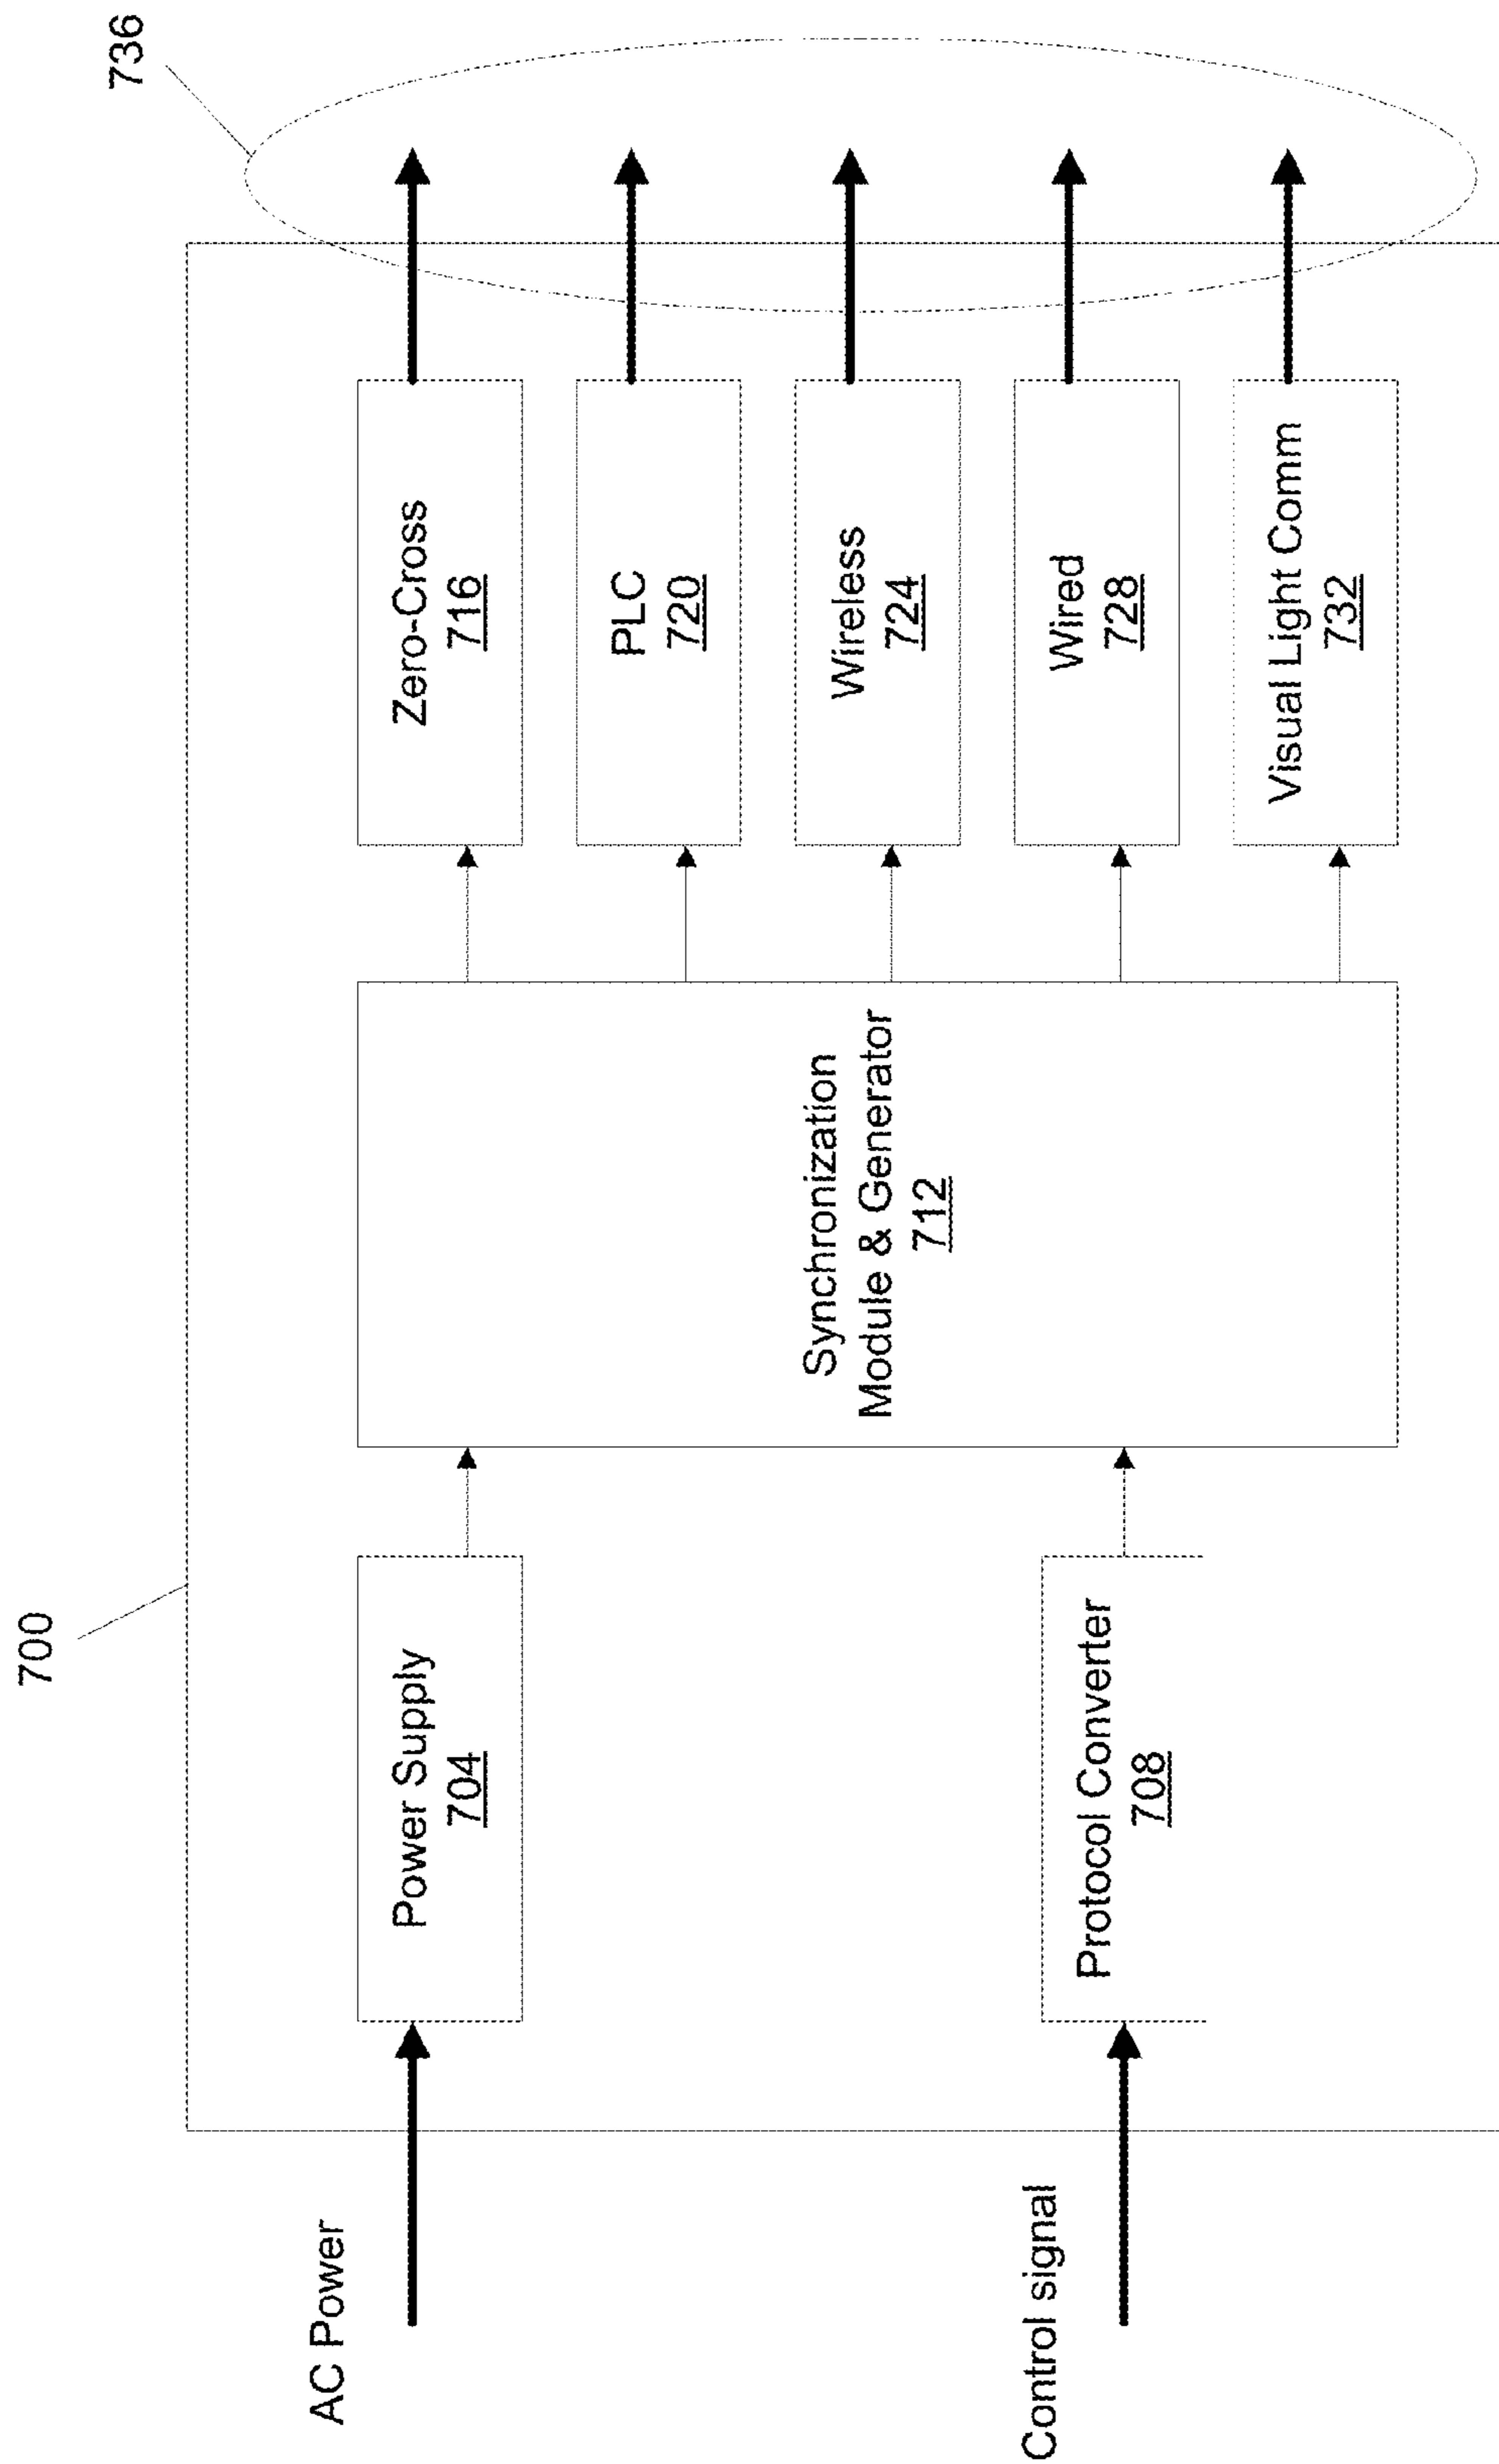 700
736
AC Power
Power Supply
704
Control signal
Protocol Converter
708
Synchronization
Module & Generator
712
Zero-Cross
716
PLC
720
Wireless
724
Wired
728
Visual Light Comm
732